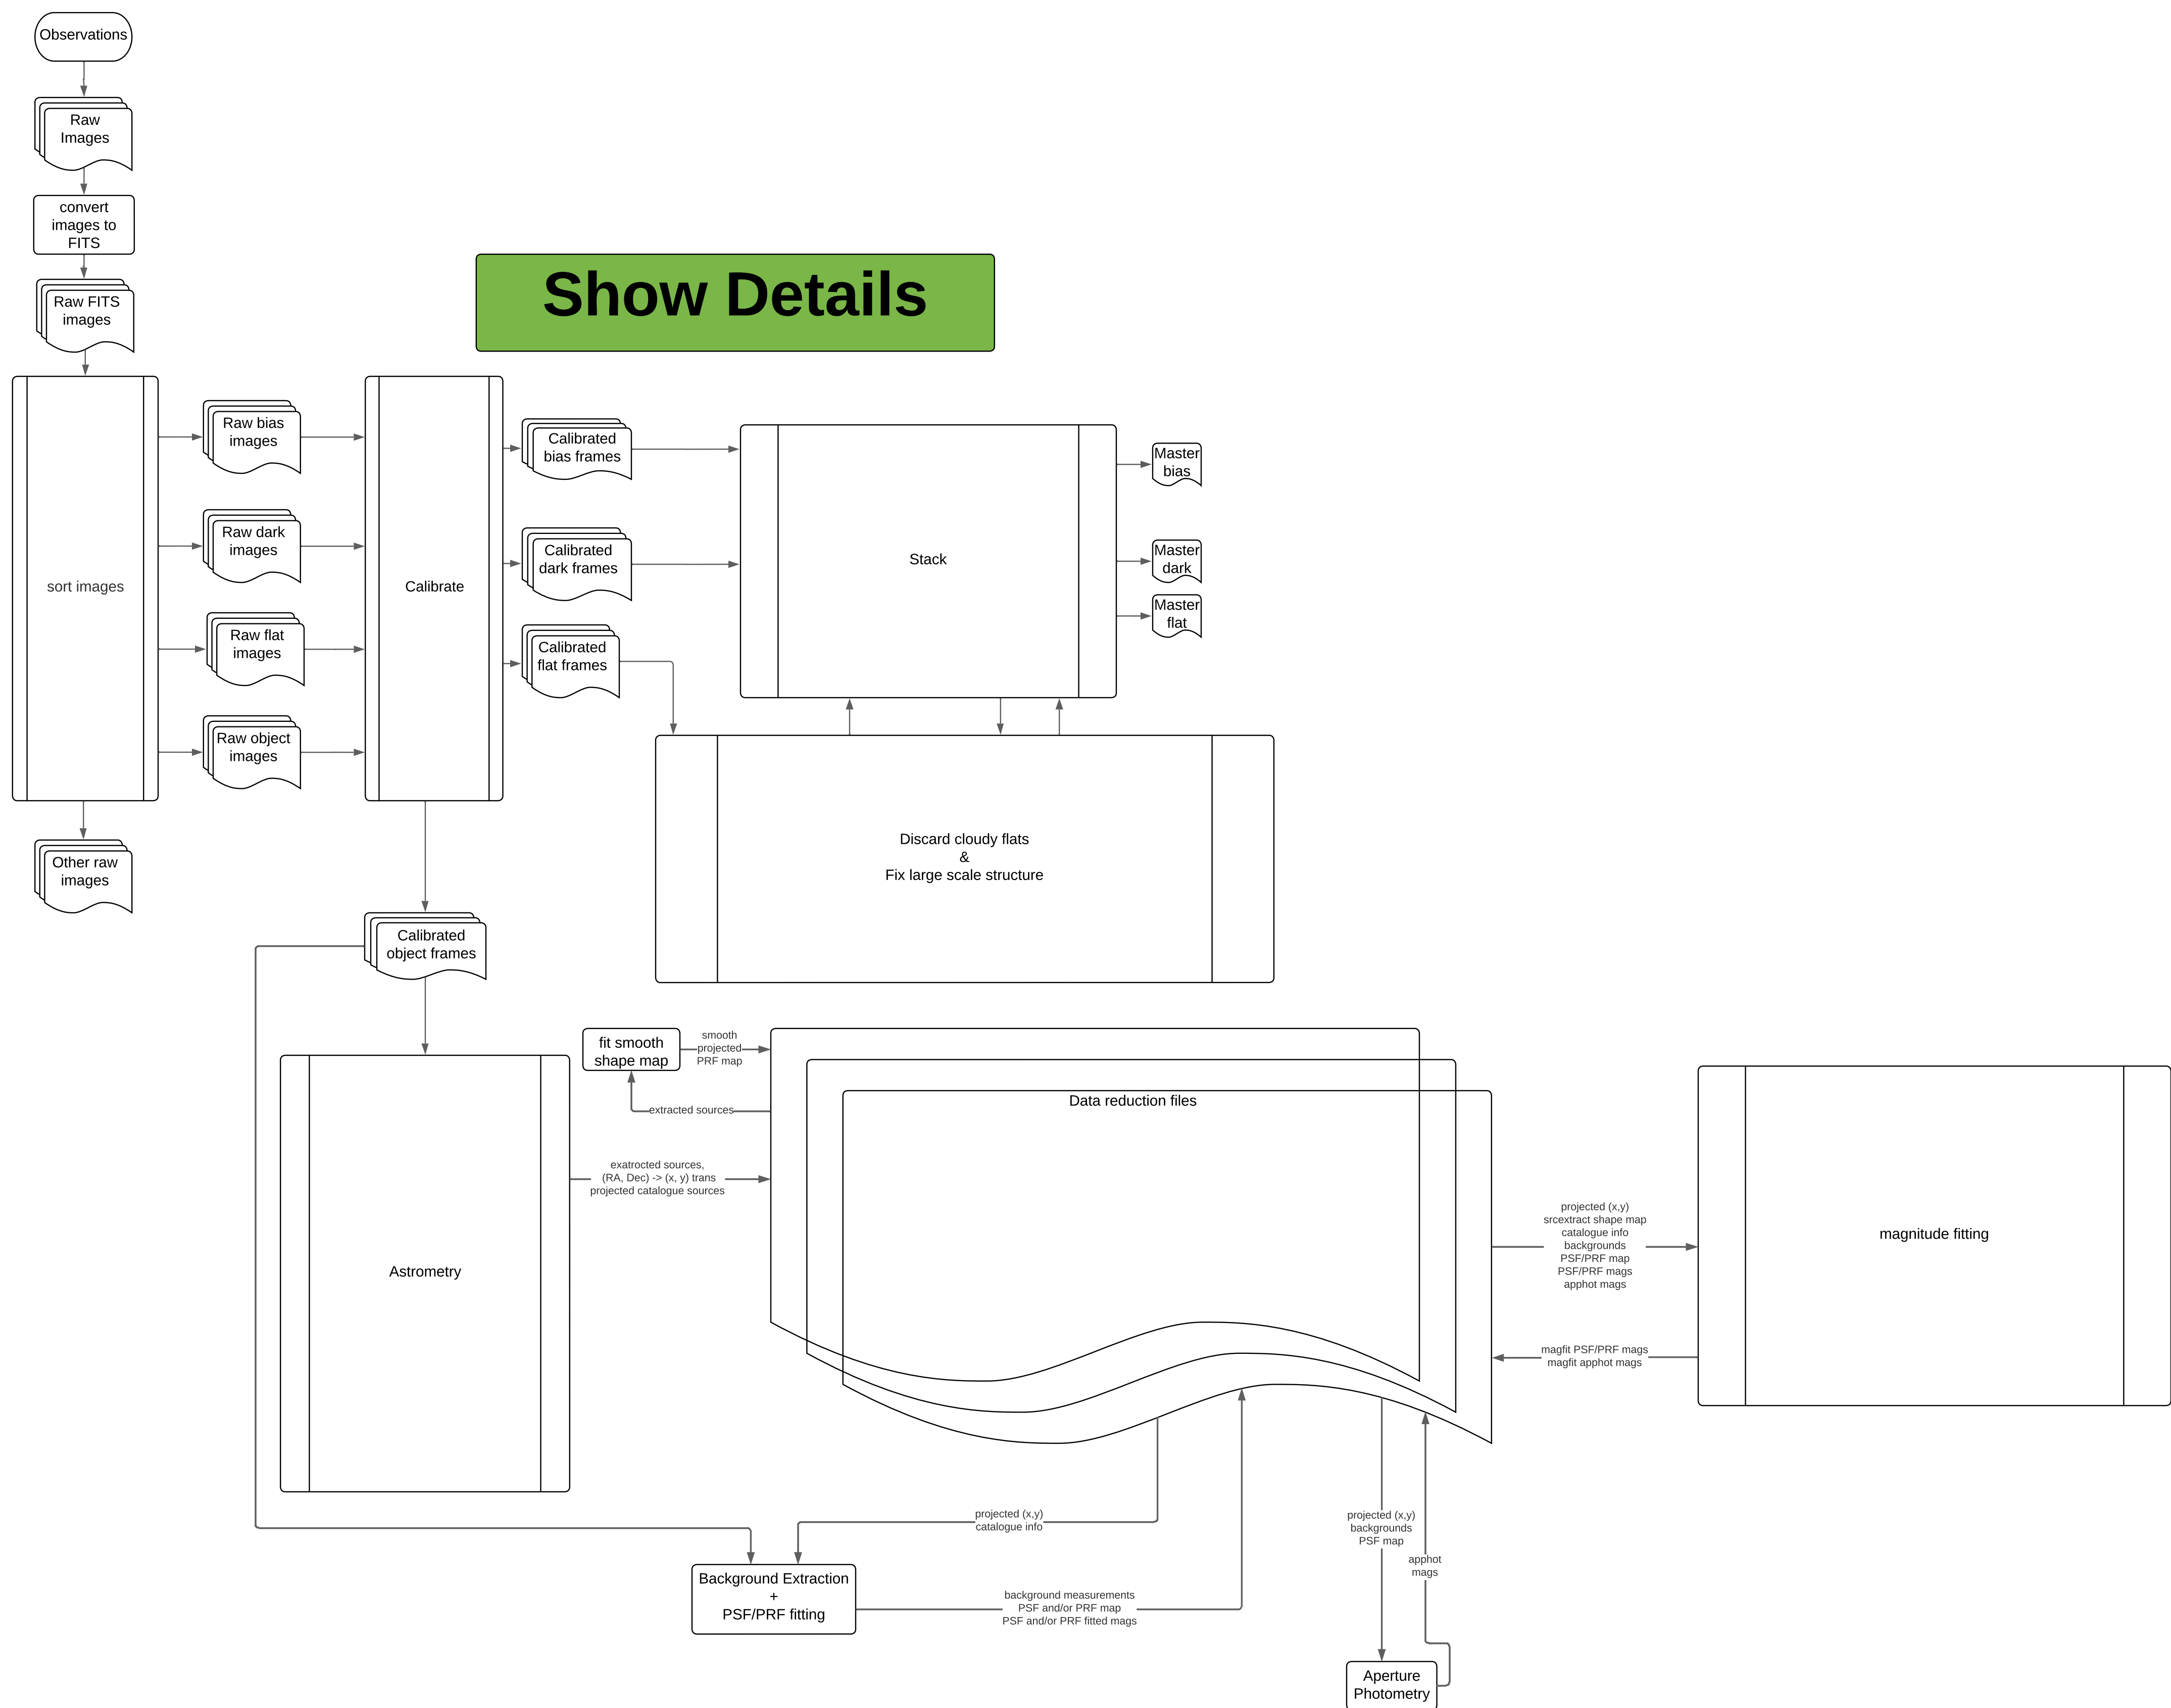 Observations
Raw
Images
convert
images to
FITS
Raw FITS
images
Show Details
sort images
Raw bias
images
Raw dark
images
Raw flat
images
Raw object
images
Other raw
images
Calibrate
Calibrated
bias frames
Calibrated
dark frames
Calibrated
flat frames
Stack
Master
bias
Master
dark
Master
flat
Discard cloudy flats
&
Fix large scale structure
Calibrated
object frames
Astrometry
fit smooth
shape map
smooth
projected
PRF map
extracted sources
exatrocted sources,
(RA, Dec) -> (x, y) trans
projected catalogue sources
Data reduction files
projected (x,y)
srcextract shape map
catalogue info
backgrounds
PSF/PRF map
PSF/PRF mags
apphot mags
magfit PSF/PRF mags
magfit apphot mags
magnitude fitting
projected (x,y)
catalogue info
Background Extraction
+
PSF/PRF fitting
background measurements
PSF and/or PRF map
PSF and/or PRF fitted mags
projected (x,y)
backgrounds
PSF map
apphot
mags
Aperture
Photometry